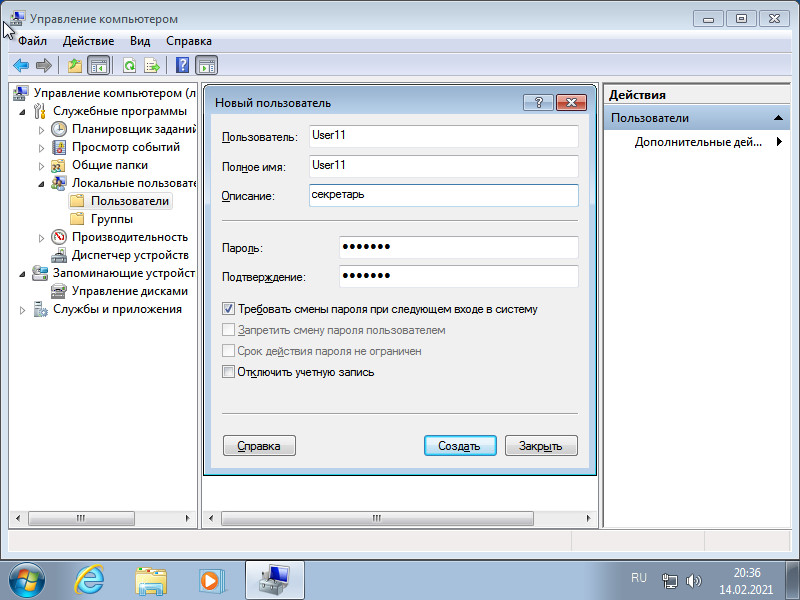 Управление компьютером
Файл Действие Вид Справка
Управление компьютером (л
Служебные программы
Планировщик заданий
Просмотр событий
Общие папки
Локальные пользовате
Пользователи
Группы
Производительность
Диспетчер устройств
Запоминающие устройст
Управление дисками
Службы и приложения
Новый пользователь
Пользователь: User11
Полное имя: User11
Описание: секретарь
Пароль: •••••••
Подтверждение: •••••••
Требовать смены пароля при следующем входе в систему
Запретить смену пароля пользователем
Срок действия пароля не ограничен
Отключить учетную запись
Справка Создать Закрыть
Действия
Пользователи
Дополнительные дей...
RU
20:36
14.02.2021